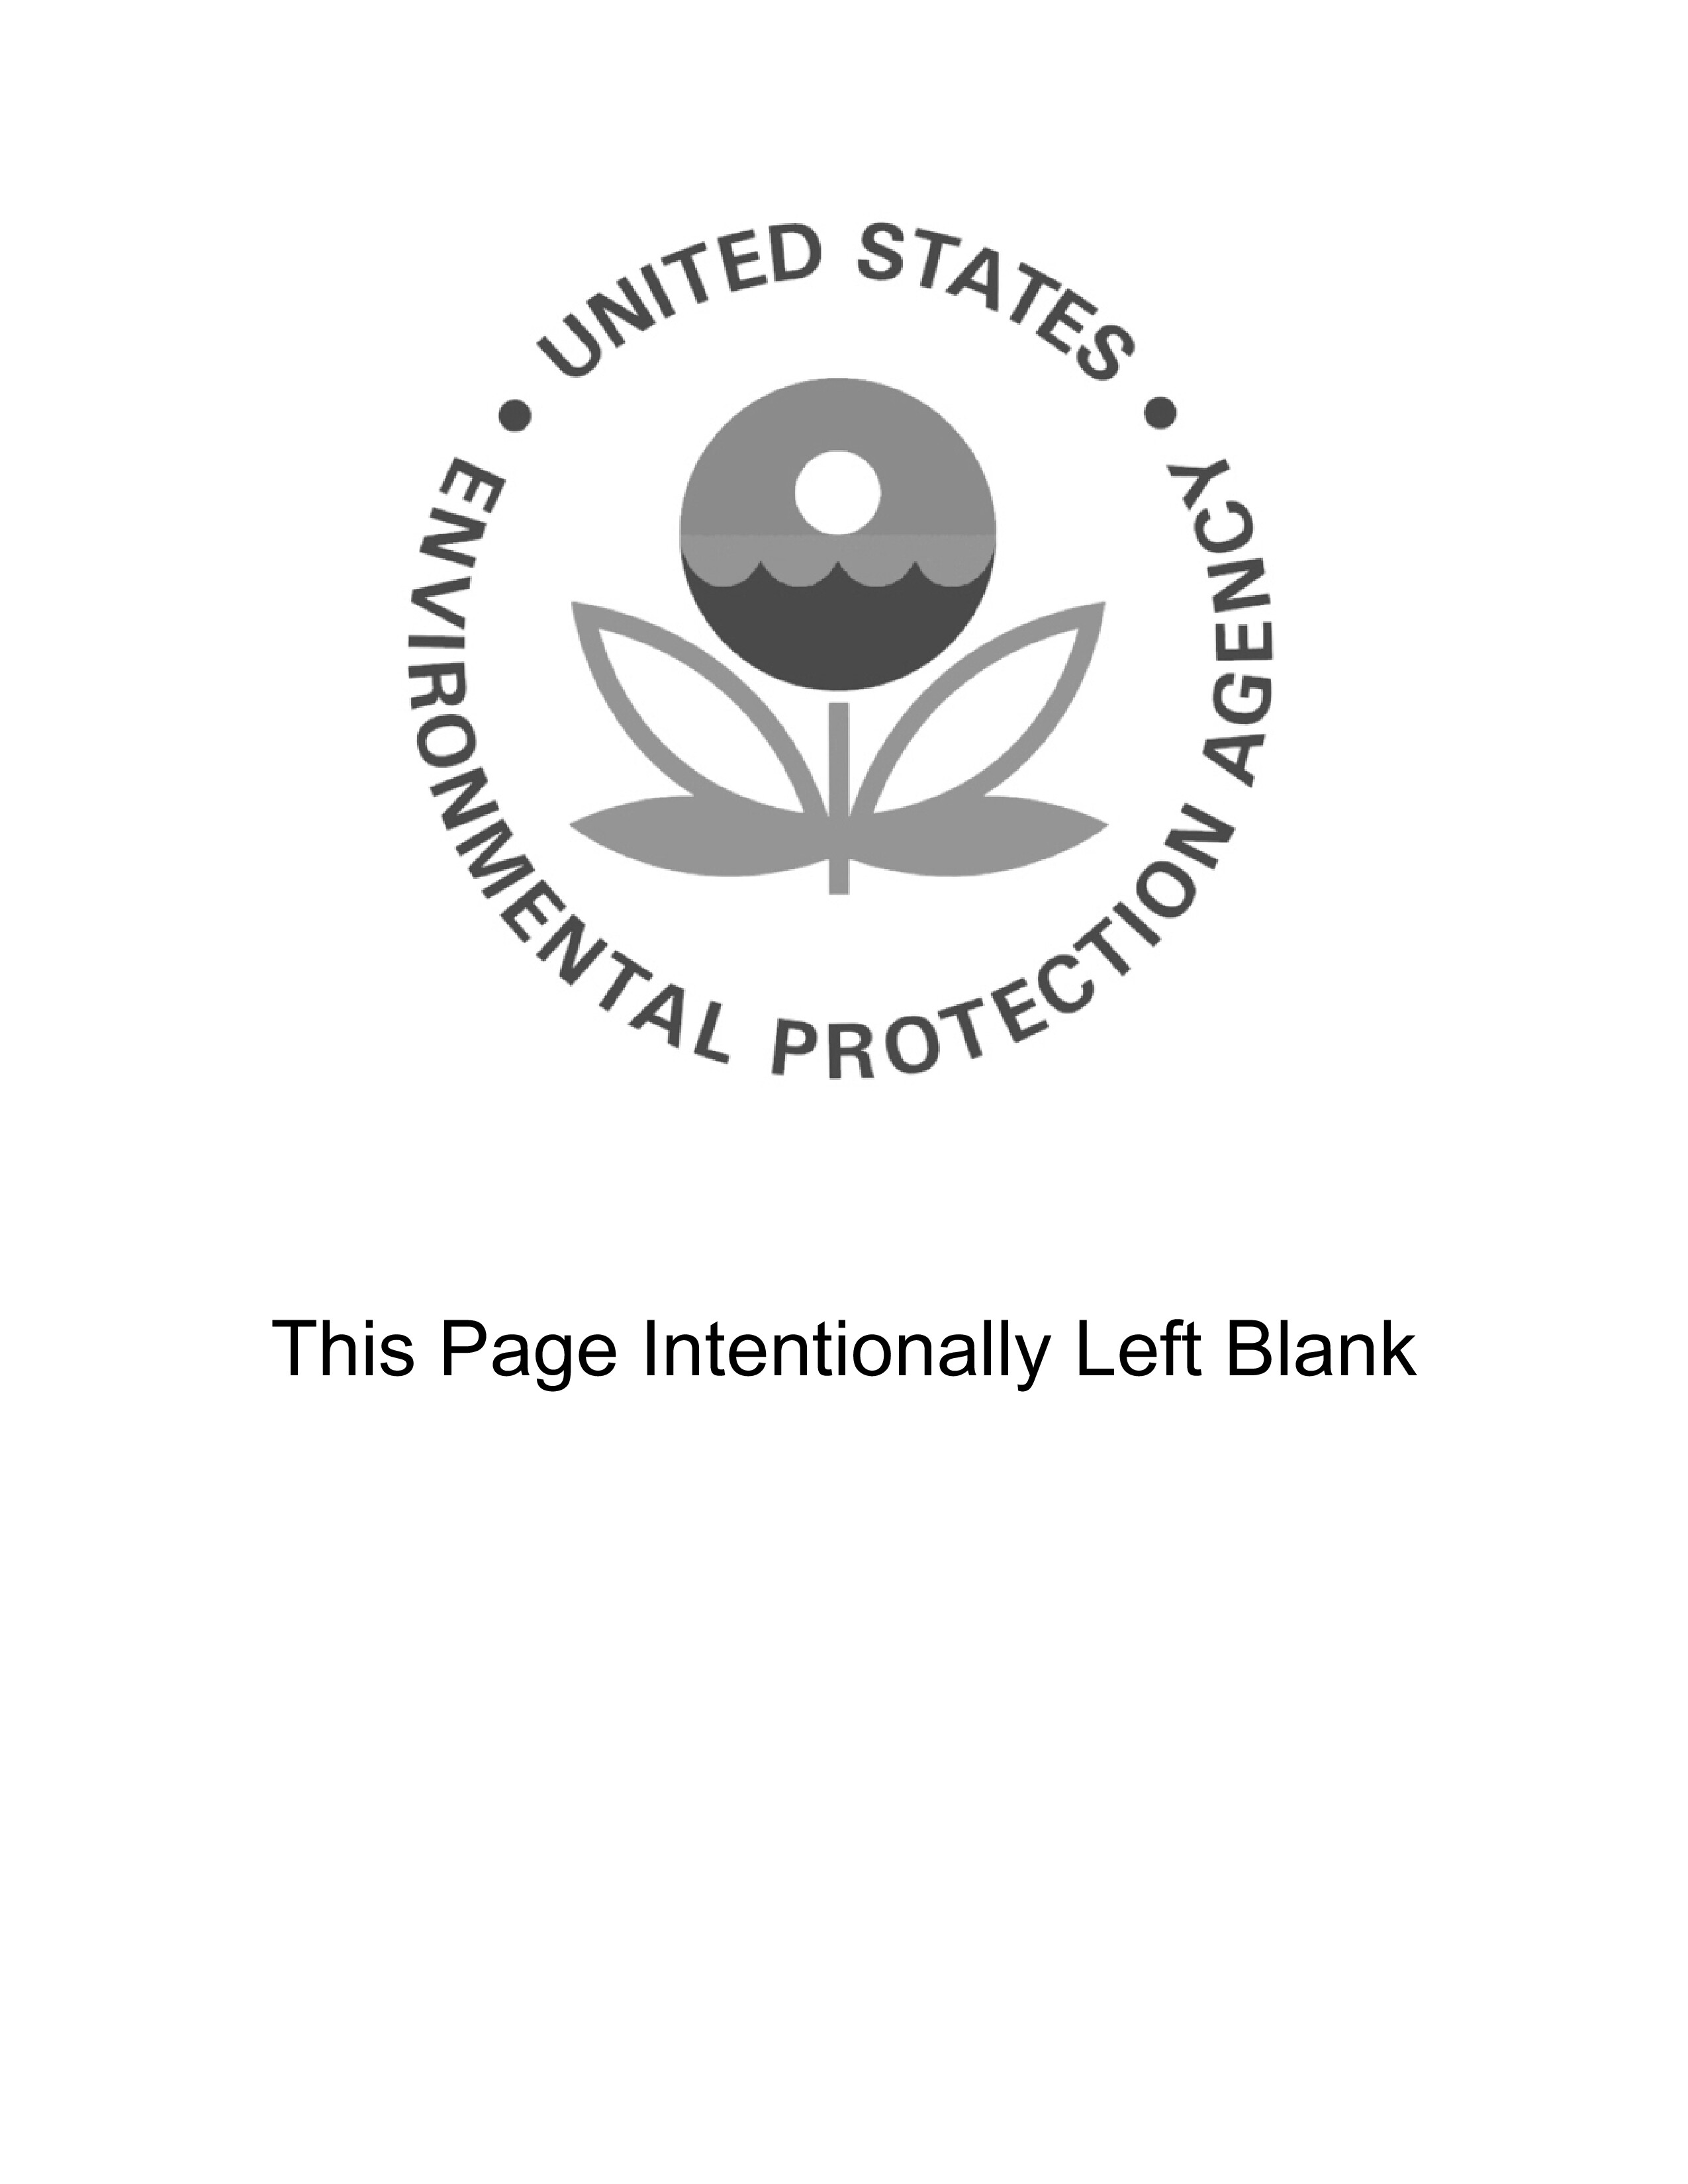 • UNITED STATES •
ENVIRONMENTAL PROTECTION AGENCY
This Page Intentionally Left Blank